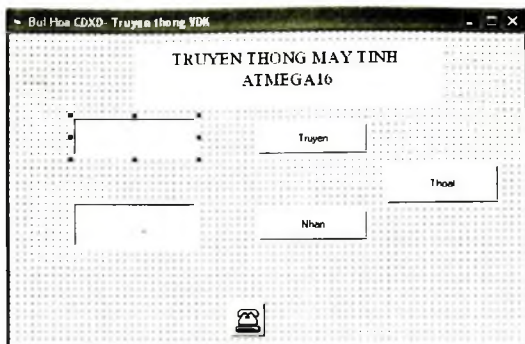 Bui Hoa CDXD- Truyen thong VDK
TRUYEN THONG MAY TINH
ATMEGA16
Truyen
Thoat
Nhan